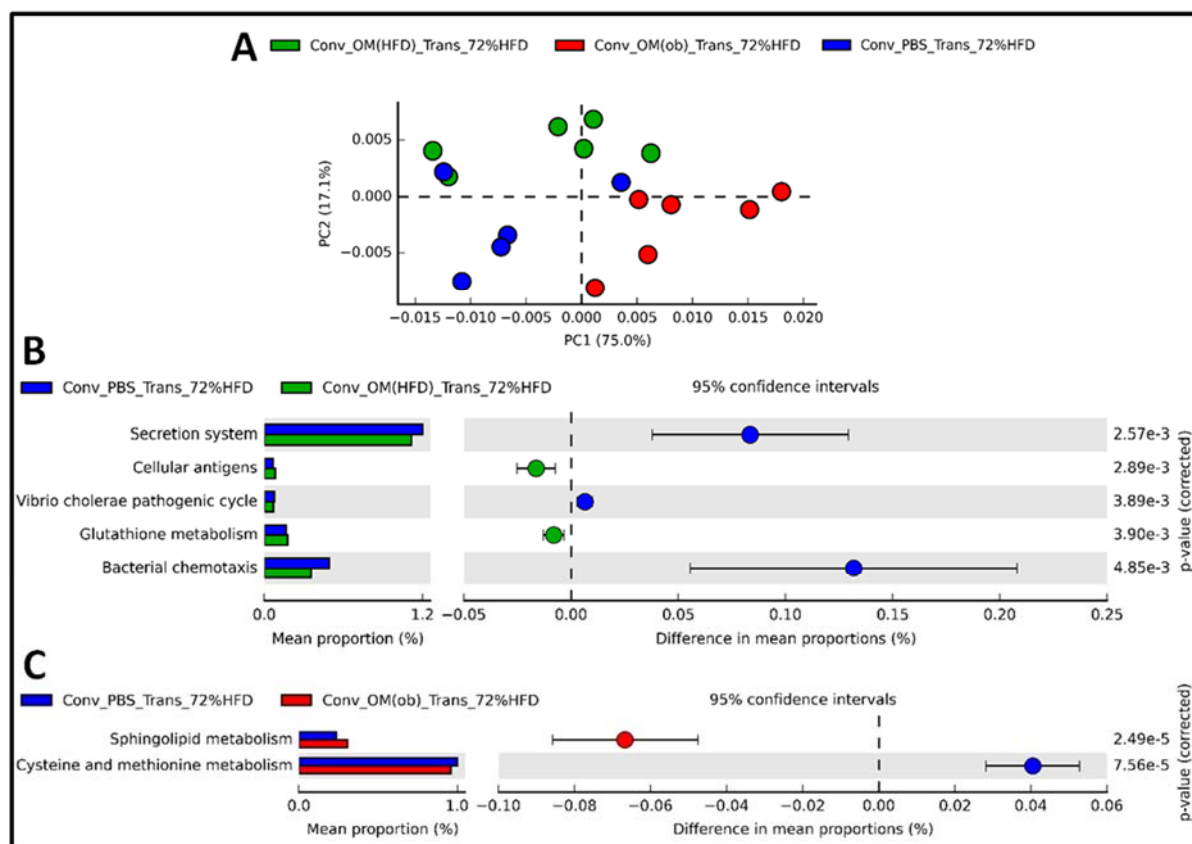 A
Conv_OM(HFD)_Trans_72%HFD Conv_OM(ob)_Trans_72%HFD Conv_PBS_Trans_72%HFD
0.005
0.000
−0.005
PC2 (17.1%)
−0.015 −0.010 −0.005 0.000 0.005 0.010 0.015 0.020
PC1 (75.0%)
B
Conv_PBS_Trans_72%HFD Conv_OM(HFD)_Trans_72%HFD 95% confidence intervals
Secretion system 2.57e-3
Cellular antigens 2.89e-3
Vibrio cholerae pathogenic cycle 3.89e-3
Glutathione metabolism 3.90e-3
Bacterial chemotaxis 4.85e-3
p-value (corrected)
0.0 1.2 −0.05 0.00 0.05 0.10 0.15 0.20 0.25
Mean proportion (%) Difference in mean proportions (%)
C
Conv_PBS_Trans_72%HFD Conv_OM(ob)_Trans_72%HFD 95% confidence intervals
Sphingolipid metabolism 2.49e-5
Cysteine and methionine metabolism 7.56e-5
p-value (corrected)
0.0 1.0 −0.10 −0.08 −0.06 −0.04 −0.02 0.00 0.02 0.04 0.06
Mean proportion (%) Difference in mean proportions (%)